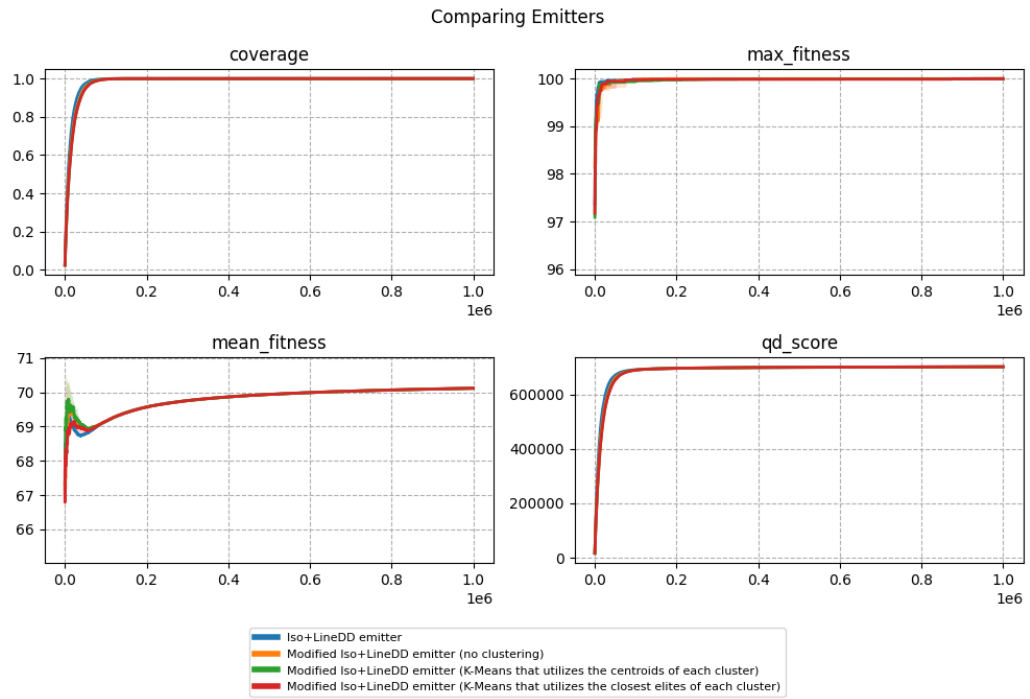 Comparing Emitters
coverage
1.0
0.8
0.6
0.4
0.2
0.0
0.0 0.2 0.4 0.6 0.8 1.0
1e6
max_fitness
100
99
98
97
96
0.0 0.2 0.4 0.6 0.8 1.0
1e6
mean_fitness
71
70
69
68
67
66
0.0 0.2 0.4 0.6 0.8 1.0
1e6
qd_score
600000
400000
200000
0
0.0 0.2 0.4 0.6 0.8 1.0
1e6
Iso+LineDD emitter
Modified Iso+LineDD emitter (no clustering)
Modified Iso+LineDD emitter (K-Means that utilizes the centroids of each cluster)
Modified Iso+LineDD emitter (K-Means that utilizes the closest elites of each cluster)